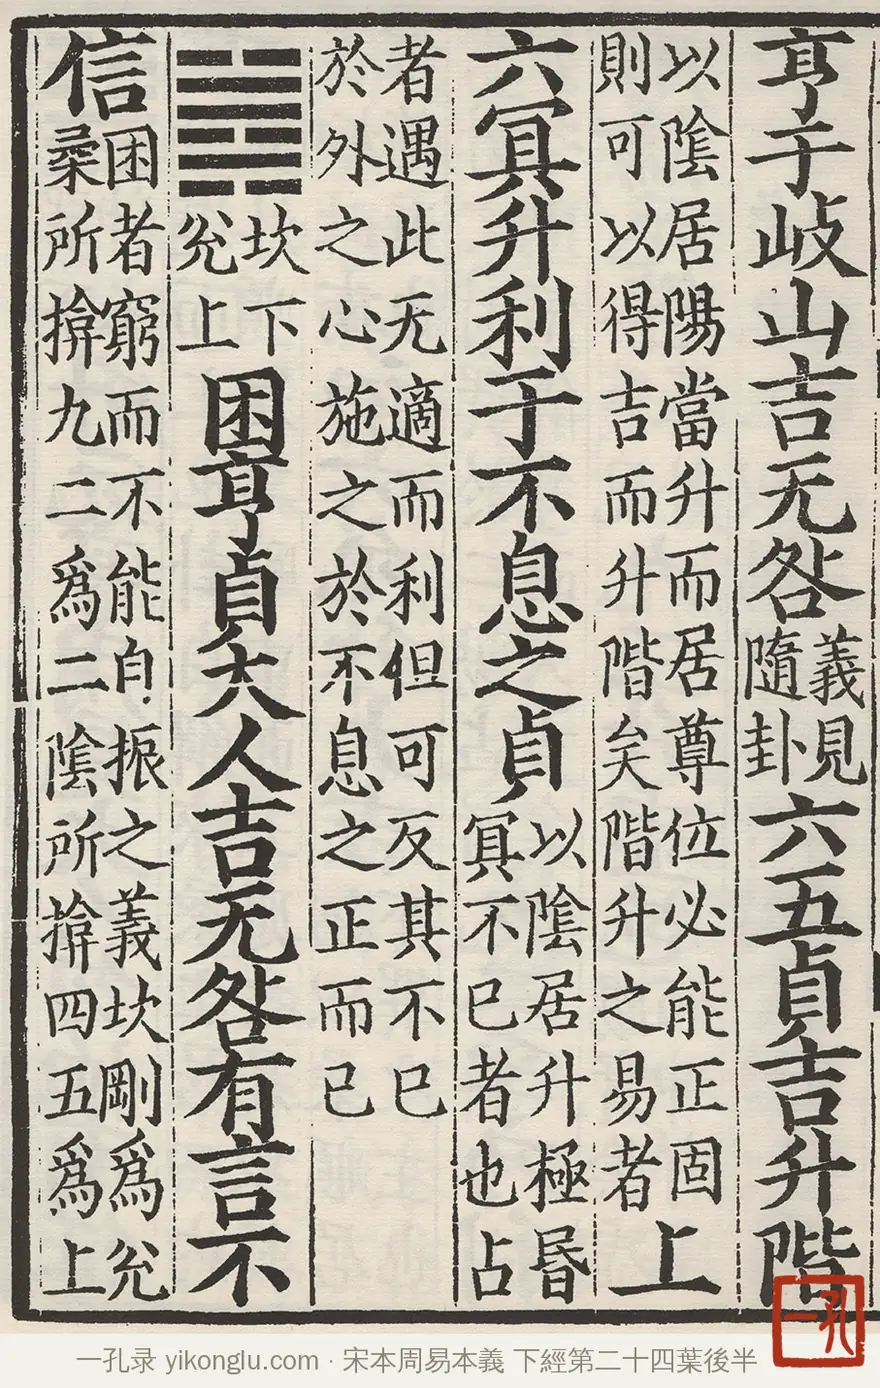 亨于岐山吉无咎義見隨卦六五貞吉升階
以陰居陽當升而居尊位必能正固則可以得吉而升階矣階升之易者上
六冥升利于不息之貞以陰居升極昬冥不已者也占
者遇此无適而利但可反其不已於外之心施之於不息之正而已
䷮坎下兌上困亨貞大人吉无咎有言不
信困者窮而不能自振之義坎剛爲兌柔所揜九二爲二陰所揜四五爲上
一孔
一孔录 yikonglu.com · 宋本周易本義 下經第二十四葉後半